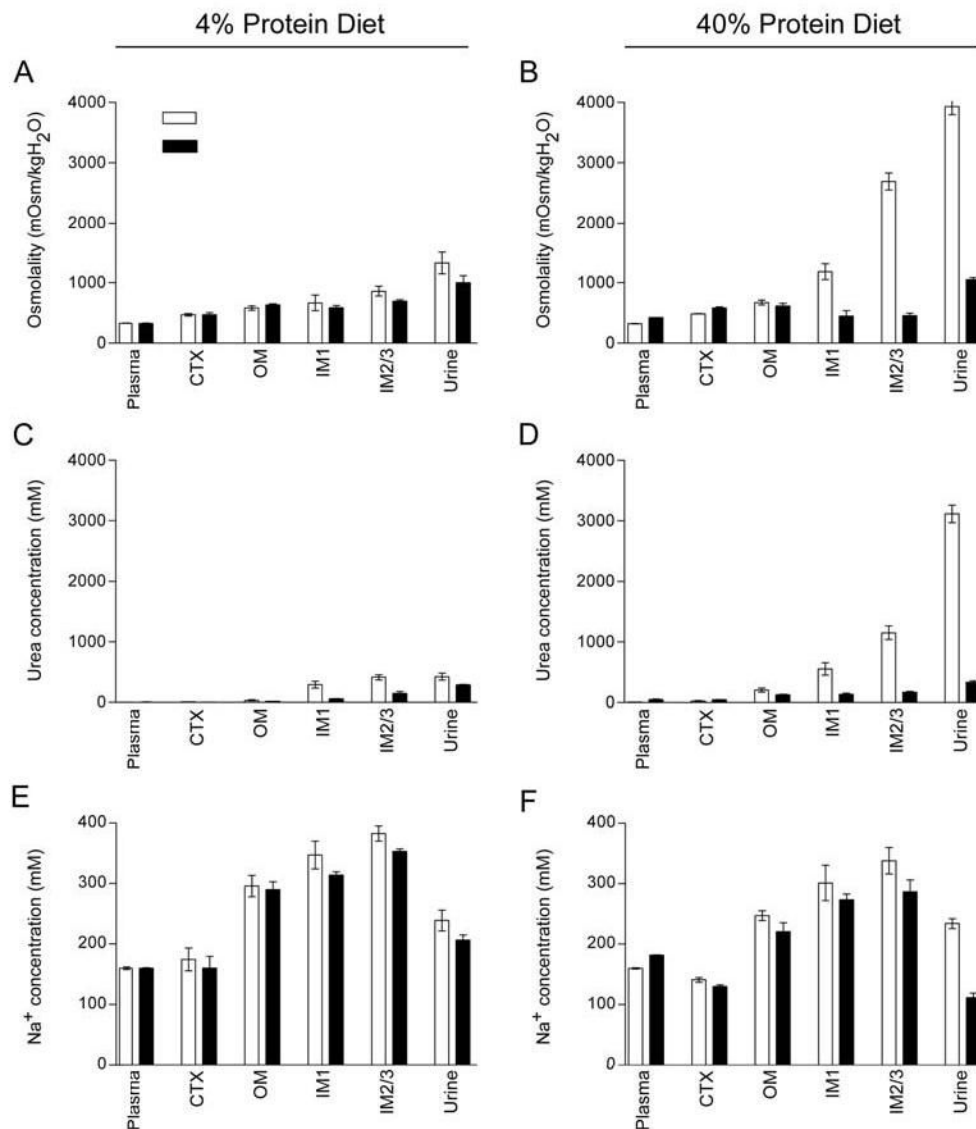 4% Protein Diet
40% Protein Diet
A
Osmolality (mOsm/kgH2O)
4000
3000
2000
1000
0
Plasma
CTX
OM
IM1
IM2/3
Urine
B
Osmolality (mOsm/kgH2O)
4000
3000
2000
1000
0
Plasma
CTX
OM
IM1
IM2/3
Urine
C
Urea concentration (mM)
4000
3000
2000
1000
0
Plasma
CTX
OM
IM1
IM2/3
Urine
D
Urea concentration (mM)
4000
3000
2000
1000
0
Plasma
CTX
OM
IM1
IM2/3
Urine
E
Na+ concentration (mM)
400
300
200
100
0
Plasma
CTX
OM
IM1
IM2/3
Urine
F
Na+ concentration (mM)
400
300
200
100
0
Plasma
CTX
OM
IM1
IM2/3
Urine